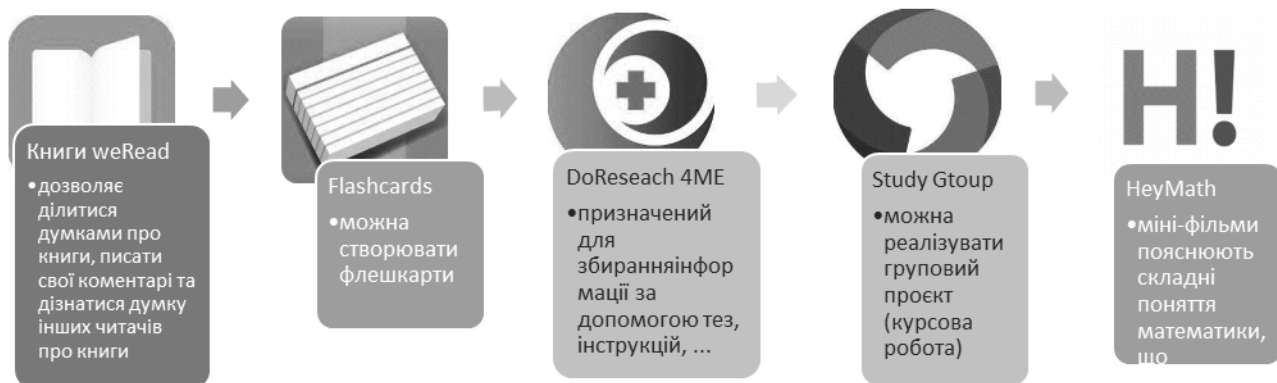 H!
Книги weRead
•дозволяє
ділитися
думками про
книги, писати
свої коментарі та
дізнатися думку
інших читачів
про книги
Flashcards
•можна
створювати
флешкарти
DoReseach 4ME
•призначений
для
збиранняінфор
мації за
допомогою тез,
інструкцій, ...
Study Gtoup
•можна
реалізувати
груповий
проєкт
(курсова
робота)
HeyMath
•міні-фільми
пояснюють
складні
поняття
математики,
що